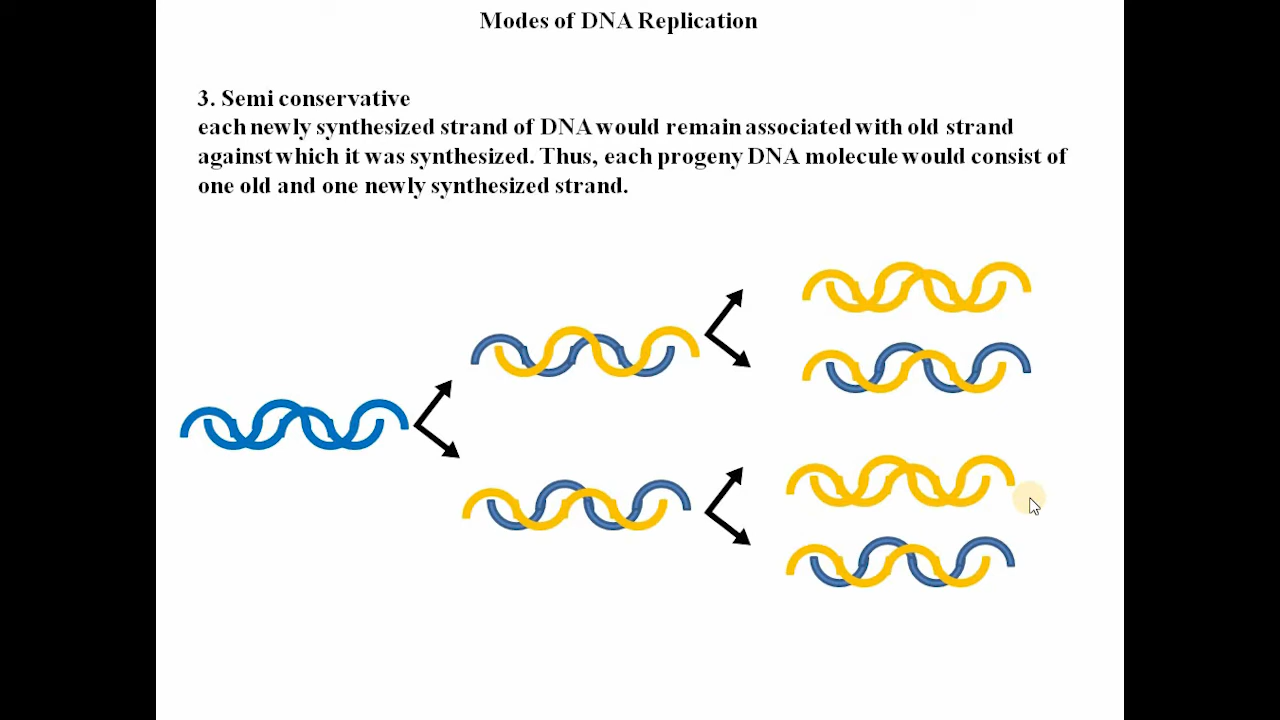 Modes of DNA Replication
3. Semi conservative
each newly synthesized strand of DNA would remain associated with old strand
against which it was synthesized. Thus, each progeny DNA molecule would consist of
one old and one newly synthesized strand.